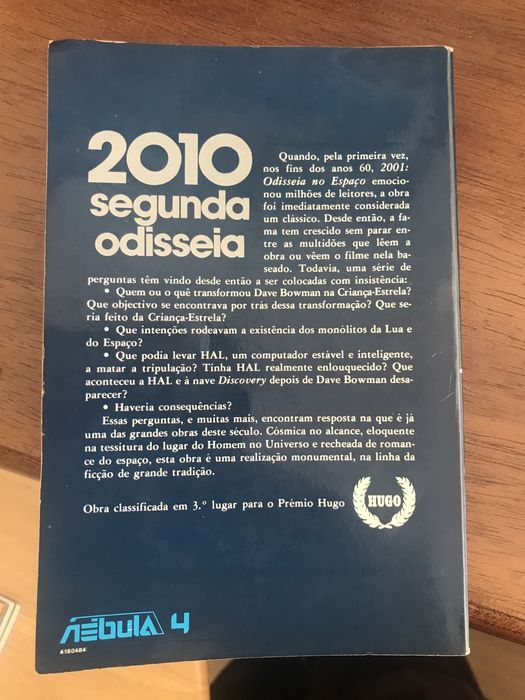 2010
segunda
odisseia
Quando, pela primeira vez,
nos fins dos anos 60, 2001:
Odisseia no Espaço emocio-
nou milhões de leitores, a obra
foi imediatamente considerada
um clássico. Desde então, a fa-
ma tem crescido sem parar en-
tre as multidões que lêem a
obra ou vêem o filme nela ba-
seado. Todavia, uma série de
perguntas têm vindo desde então a ser colocadas com insistência:
• Quem ou o quê transformou Dave Bowman na Criança-Estrela?
Que objectivo se encontrava por trás dessa transformação? Que se-
ria feito da Criança-Estrela?
• Que intenções rodeavam a existência dos monólitos da Lua e
do Espaço?
• Que podia levar HAL, um computador estável e inteligente,
a matar a tripulação? Tinha HAL realmente enlouquecido? Que
aconteceu a HAL e à nave Discovery depois de Dave Bowman desa-
parecer?
• Haveria consequências?
Essas perguntas, e muitas mais, encontram resposta na que é já
uma das grandes obras deste século. Cósmica no alcance, eloquente
na tessitura do lugar do Homem no Universo e recheada de roman-
ce do espaço, esta obra é uma realização monumental, na linha da
ficção de grande tradição.
Obra classificada em 3.º lugar para o Prémio Hugo
HUGO
nébula 4
4160484